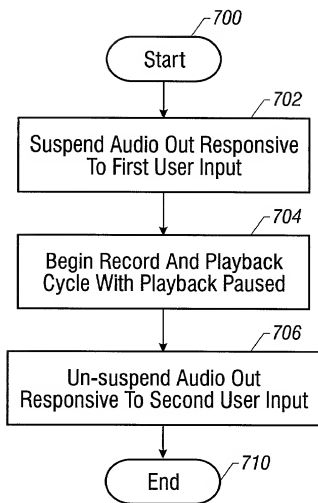 700
Start
702
Suspend Audio Out Responsive
To First User Input
704
Begin Record And Playback
Cycle With Playback Paused
706
Un-suspend Audio Out
Responsive To Second User Input
End
710